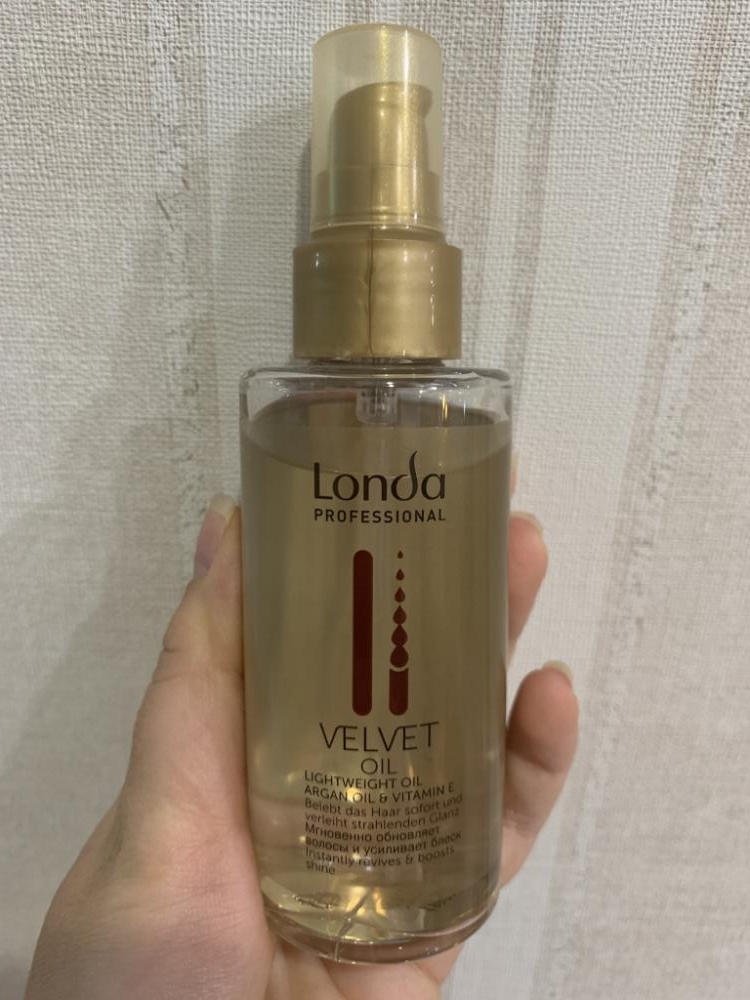 Londa
PROFESSIONAL
VELVET
OIL
LIGHTWEIGHT OIL
ARGAN OIL & VITAMIN E
Belebt das Haar sofort und
verleiht strahlenden Glanz
Мгновенно обновляет
волосы и усиливает блеск
Instantly revives & boosts
shine